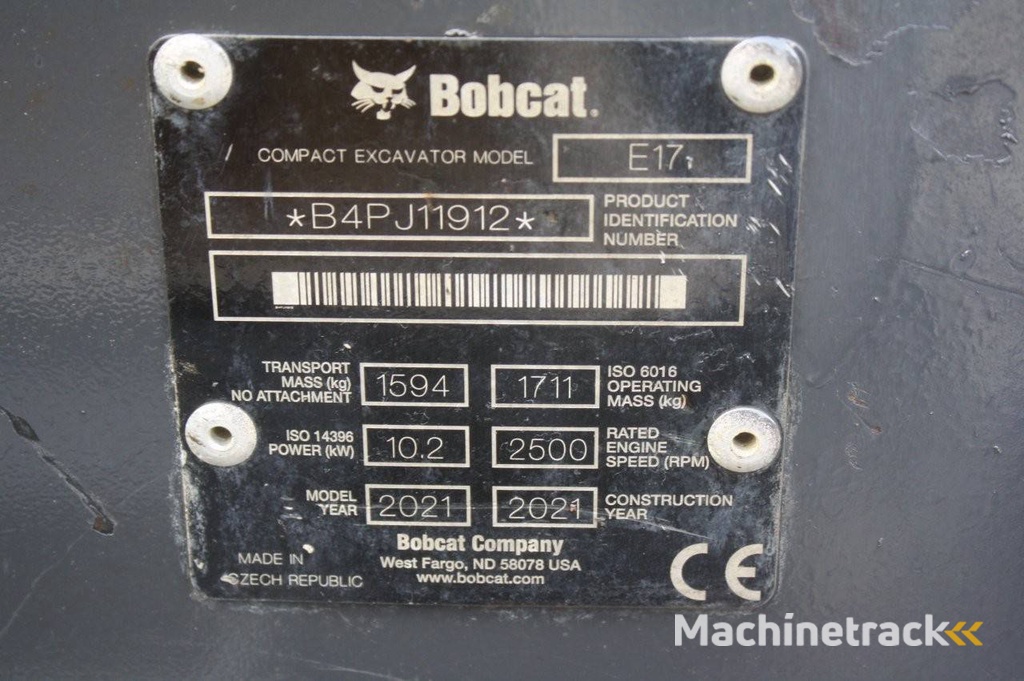 Bobcat.
COMPACT EXCAVATOR MODEL E17
*B4PJ11912* PRODUCT
IDENTIFICATION
NUMBER
TRANSPORT
MASS (kg)
NO ATTACHMENT
1594
1711
ISO 6016
OPERATING
MASS (kg)
ISO 14396
POWER (kW)
10.2
2500
RATED
ENGINE
SPEED (RPM)
MODEL
YEAR
2021
2021
CONSTRUCTION
YEAR
Bobcat Company
West Fargo, ND 58078 USA
www.bobcat.com
MADE IN
CZECH REPUBLIC
CE
Machinetrack